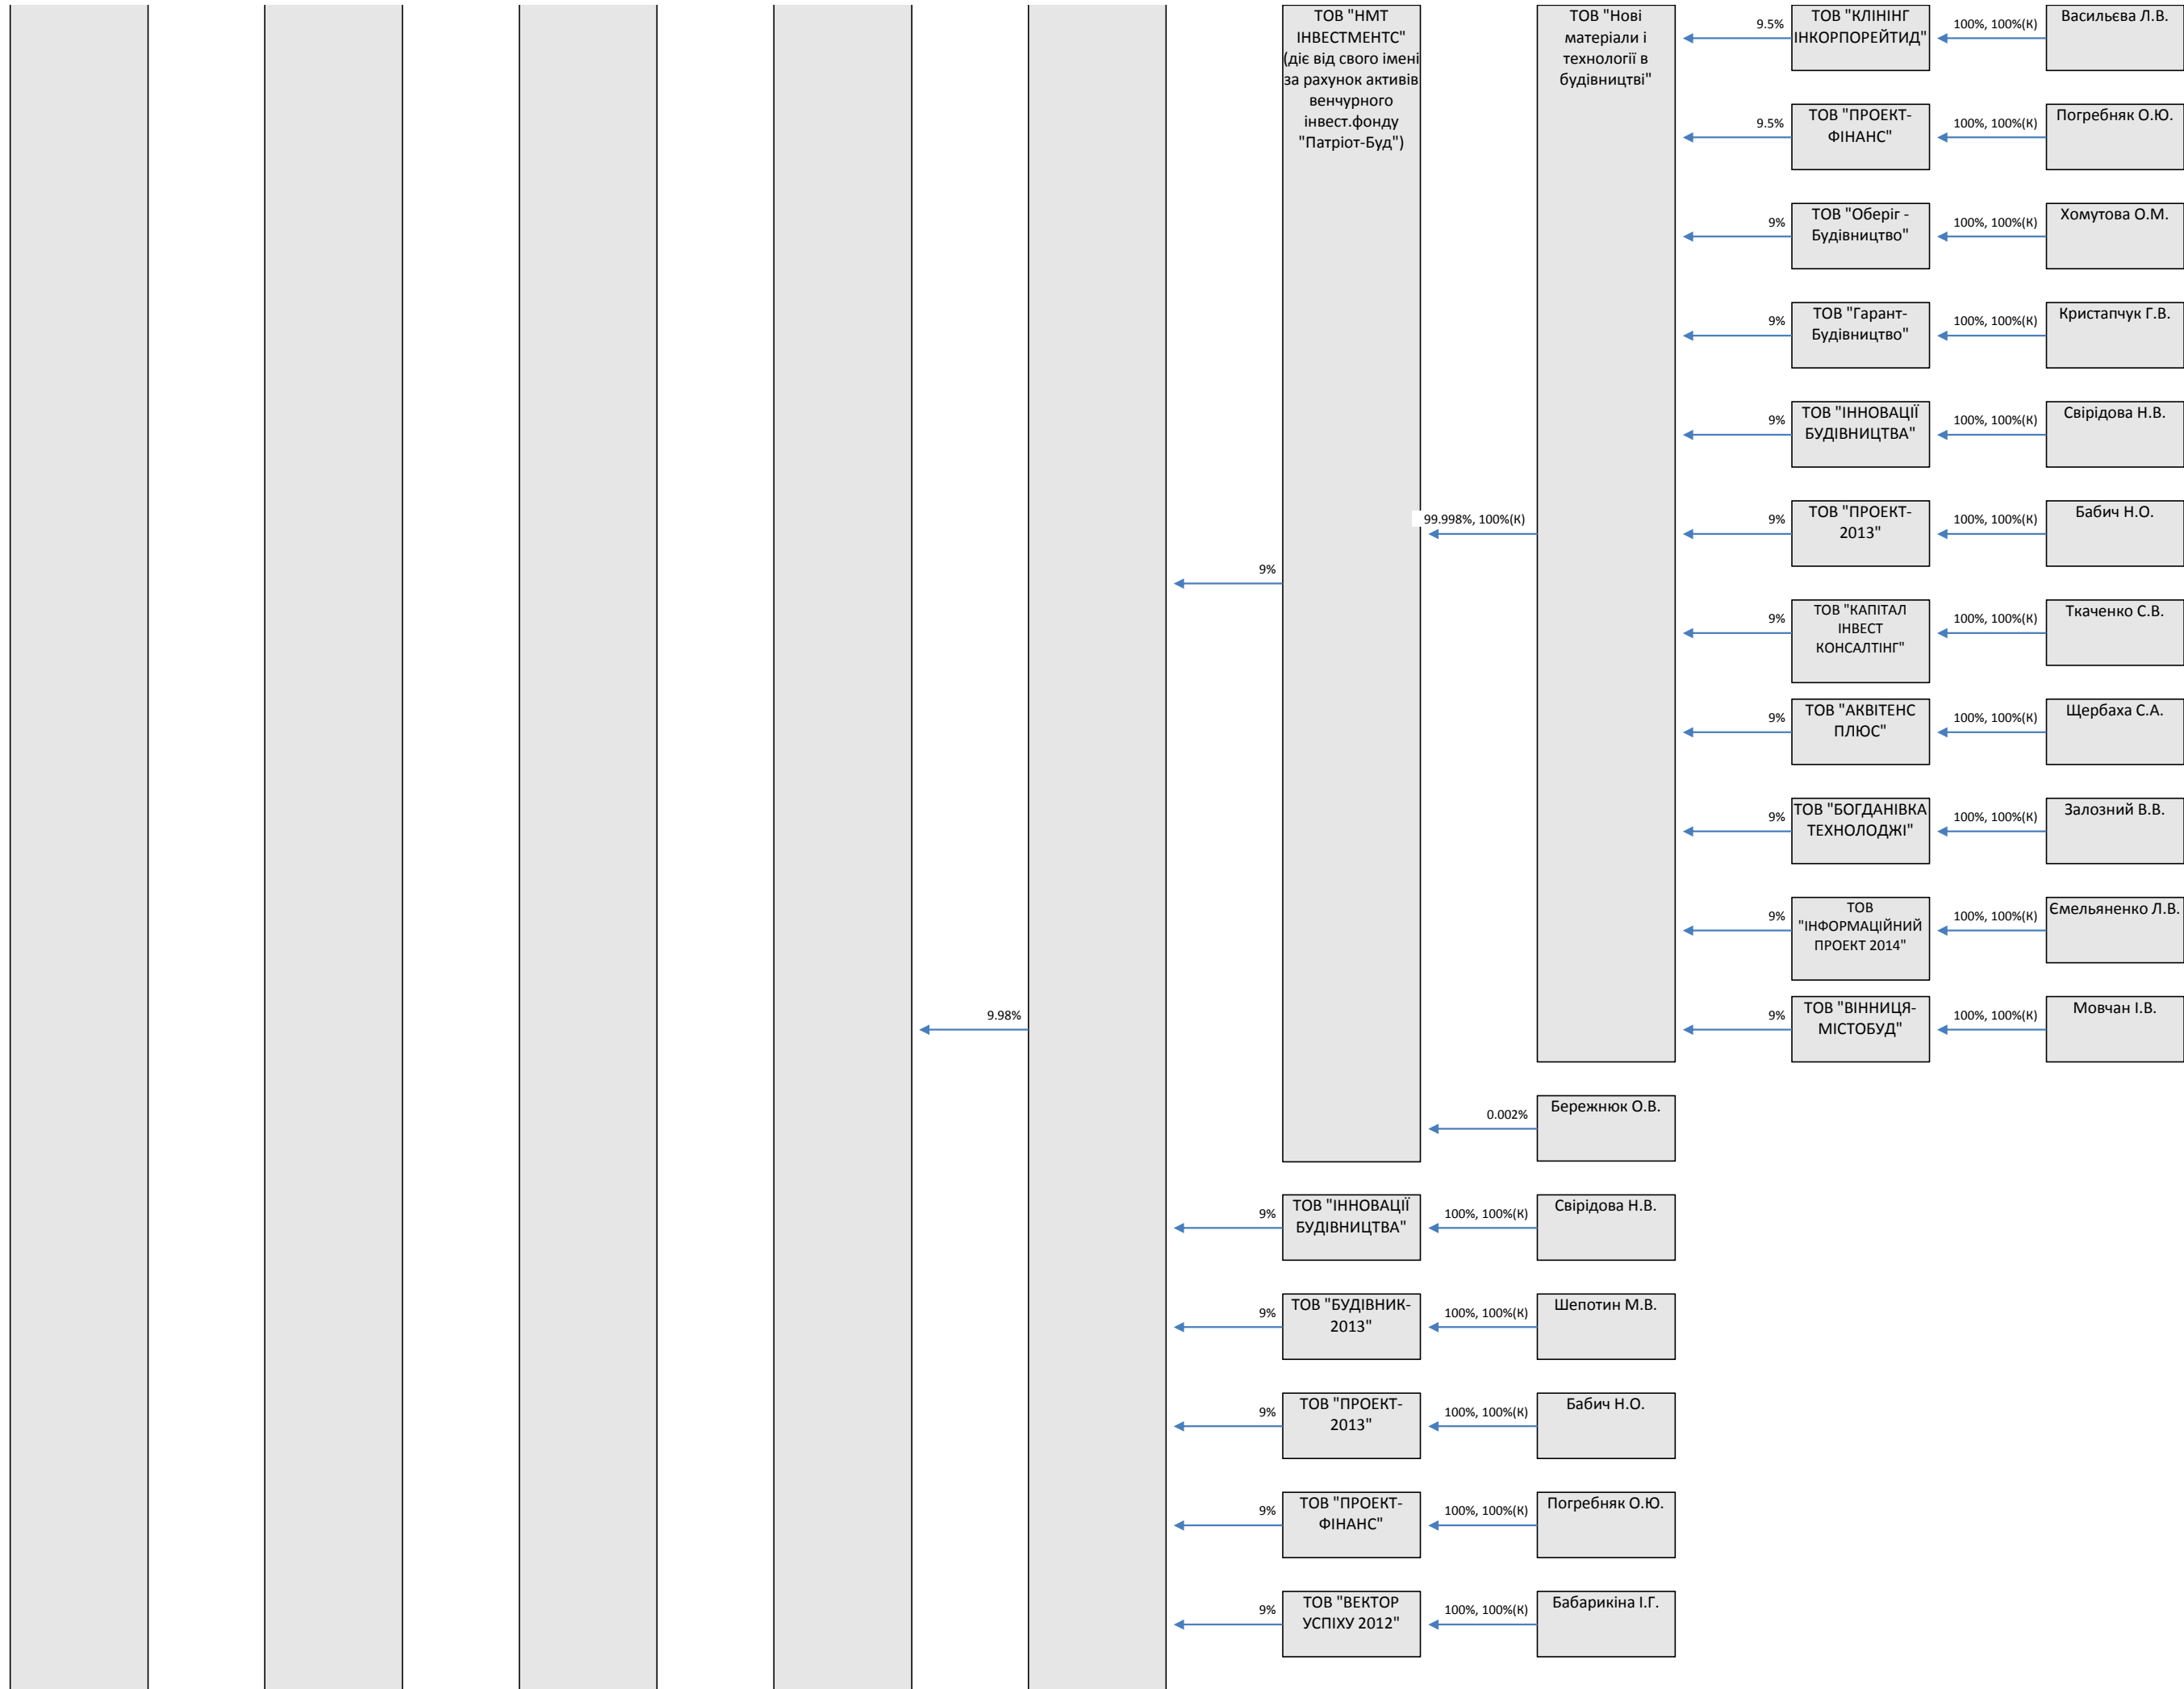 ТОВ "НМТ
ІНВЕСТМЕНТС"
(діє від свого імені
за рахунок активів
венчурного
інвест.фонду
"Патріот-Буд")
ТОВ "Нові
матеріали і
технології в
будівництві"
9.5%
ТОВ "КЛІНІНГ
ІНКОРПОРЕЙТИД"
100%, 100%(К)
Васильєва Л.В.
9.5%
ТОВ "ПРОЕКТ-
ФІНАНС"
100%, 100%(К)
Погребняк О.Ю.
9%
ТОВ "Оберіг -
Будівництво"
100%, 100%(К)
Хомутова О.М.
9%
ТОВ "Гарант-
Будівництво"
100%, 100%(К)
Кристапчук Г.В.
9%
ТОВ "ІННОВАЦІЇ
БУДІВНИЦТВА"
100%, 100%(К)
Свірідова Н.В.
99.998%, 100%(К)
9%
ТОВ "ПРОЕКТ-
2013"
100%, 100%(К)
Бабич Н.О.
9%
9%
ТОВ "КАПІТАЛ
ІНВЕСТ
КОНСАЛТІНГ"
100%, 100%(К)
Ткаченко С.В.
9%
ТОВ "АКВІТЕНС
ПЛЮС"
100%, 100%(К)
Щербаха С.А.
9%
ТОВ "БОГДАНІВКА
ТЕХНОЛОДЖІ"
100%, 100%(К)
Залозний В.В.
9%
ТОВ
"ІНФОРМАЦІЙНИЙ
ПРОЕКТ 2014"
100%, 100%(К)
Ємельяненко Л.В.
9.98%
9%
ТОВ "ВІННИЦЯ-
МІСТОБУД"
100%, 100%(К)
Мовчан І.В.
0.002%
Бережнюк О.В.
9%
ТОВ "ІННОВАЦІЇ
БУДІВНИЦТВА"
100%, 100%(К)
Свірідова Н.В.
9%
ТОВ "БУДІВНИК-
2013"
100%, 100%(К)
Шепотин М.В.
9%
ТОВ "ПРОЕКТ-
2013"
100%, 100%(К)
Бабич Н.О.
9%
ТОВ "ПРОЕКТ-
ФІНАНС"
100%, 100%(К)
Погребняк О.Ю.
9%
ТОВ "ВЕКТОР
УСПІХУ 2012"
100%, 100%(К)
Бабарикіна І.Г.